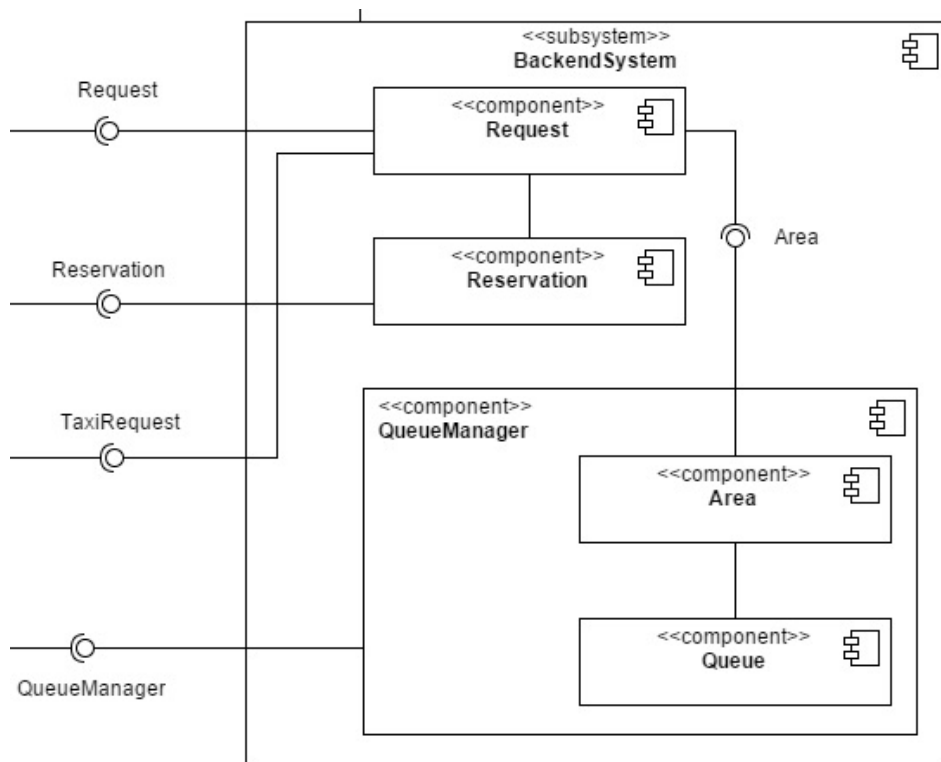 <<subsystem>>
BackendSystem
Request
<<component>>
Request
Area
Reservation
<<component>>
Reservation
TaxiRequest
<<component>>
QueueManager
<<component>>
Area
<<component>>
Queue
QueueManager